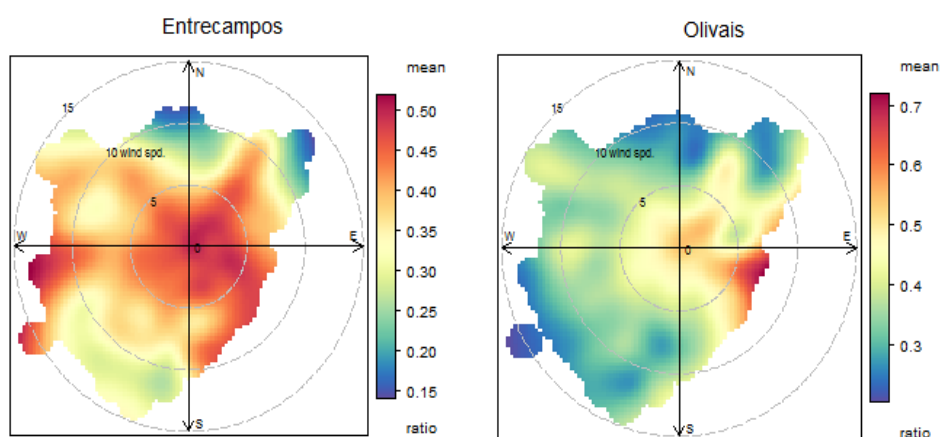 Entrecampos
N
15
10 wind spd.
5
W
0
E
S
mean
0.50
0.45
0.40
0.35
0.30
0.25
0.20
0.15
ratio
Olivais
N
15
10 wind spd.
5
W
0
E
S
mean
0.7
0.6
0.5
0.4
0.3
ratio